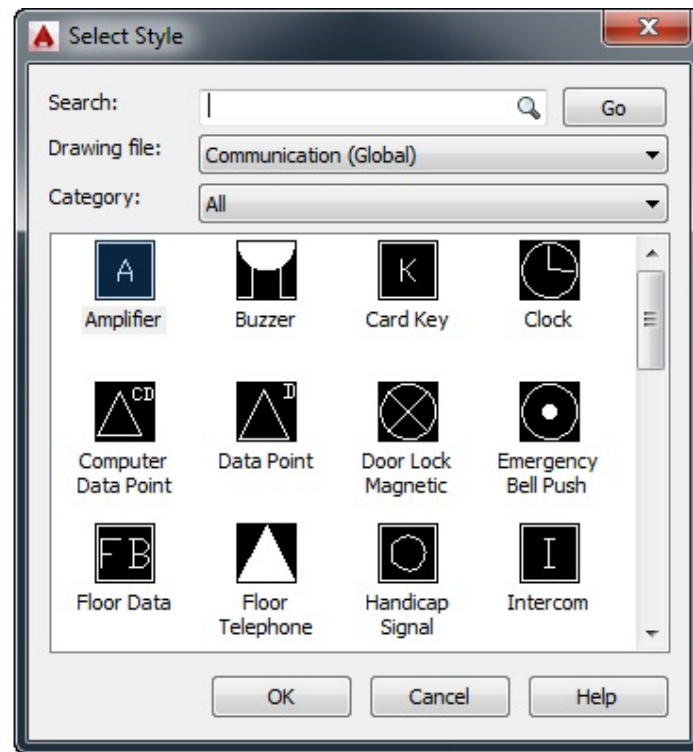 Select Style
Search:
Go
Drawing file:
Communication (Global)
Category:
All
A
K
Amplifier
Buzzer
Card Key
Clock
CD
D
Computer
Data Point
Data Point
Door Lock
Magnetic
Emergency
Bell Push
FB
I
Floor Data
Floor
Telephone
Handicap
Signal
Intercom
OK
Cancel
Help